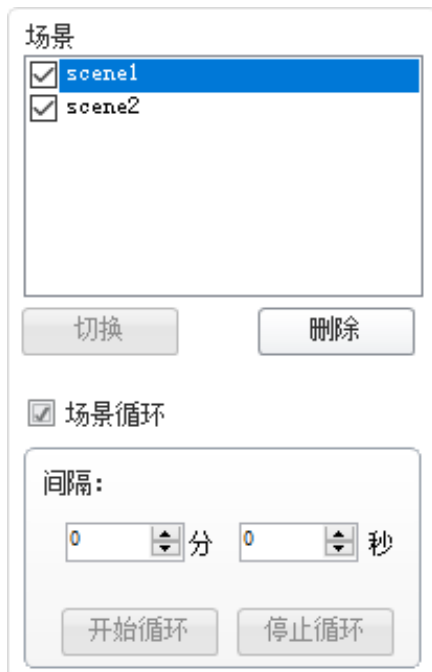 场景
scene1
scene2
切换 删除
场景循环
间隔：
0 分 0 秒
开始循环 停止循环